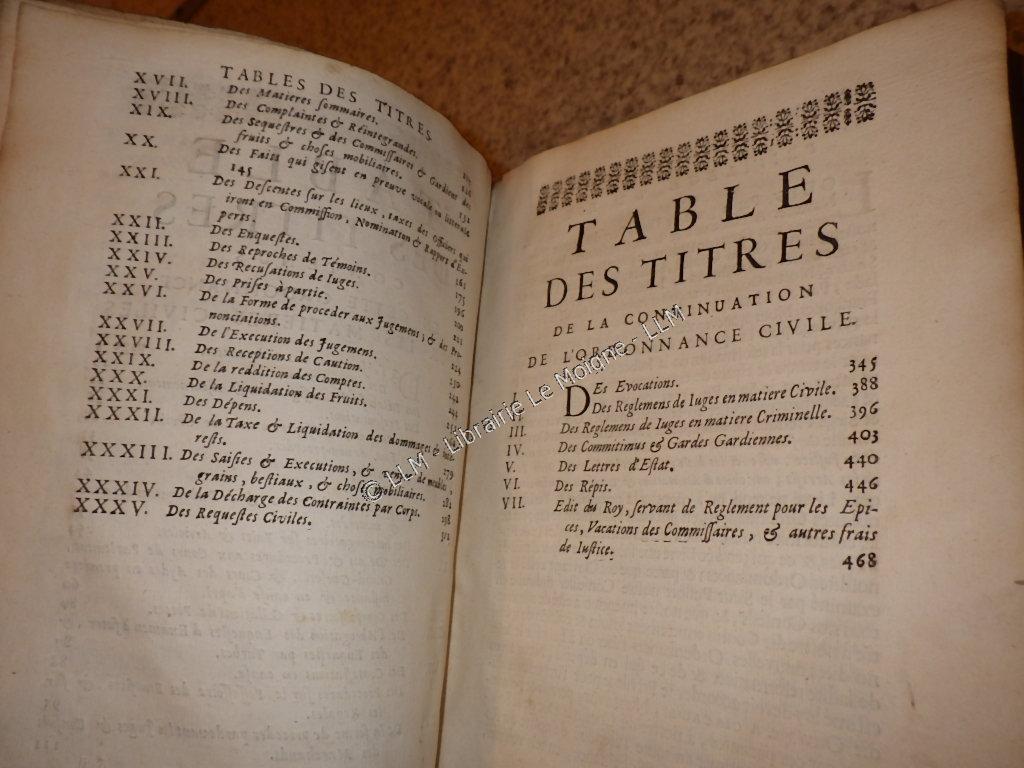 TABLES DES TITRES
XVII. Des Matieres sommaires.
XVIII. Des Complaintes & Réintegrandes.
XIX. Des Sequestres & des Commissaires & Gardiens des
fruits & choses mobiliaires. 132
XX. Des Faits qui gisent en preuve vocale ou litterale
145
XXI. Des Descentes sur les lieux, taxes des Officiers qui
iront en Commission, Nomination & Rapport d'Ex-
perts.
XXII. Des Enquestes. 161
XXIII. Des Reproches de Témoins. 175
XXIV. Des Recusations de Iuges. 196
XXV. Des Prises à partie.
XXVI. De la Forme de proceder aux Jugemens, & des Pro-
nonciations.
XXVII. De l'Execution des Jugemens. 224
XXVIII. Des Receptions de Caution.
XXIX. De la reddition des Comptes.
XXX. De la Liquidation des Fruits.
XXXI. Des Dépens.
XXXII. De la Taxe & Liquidation des dommages &
rests. 279
XXXIII. Des Saisies & Executions, & de meubles,
grains, bestiaux, & choses mobiliaires. 282
XXXIV. De la Décharge des Contraintes par Corps. 298
XXXV. Des Requestes Civiles. 312
TABLE
DES TITRES
DE LA CONTINUATION
DE L'ORDONNANCE CIVILE.
I. DEs Evocations. 345
II. Des Reglemens de Iuges en matiere Civile. 388
III. Des Reglemens de Iuges en matiere Criminelle. 396
IV. Des Committimus & Gardes Gardiennes. 403
V. Des Lettres d'Estat. 440
VI. Des Répis. 446
VII. Edit du Roy, servant de Reglement pour les Epi-
ces, Vacations des Commissaires, & autres frais
de Iustice. 468
© LLM - Librairie Le Moigne - LLM